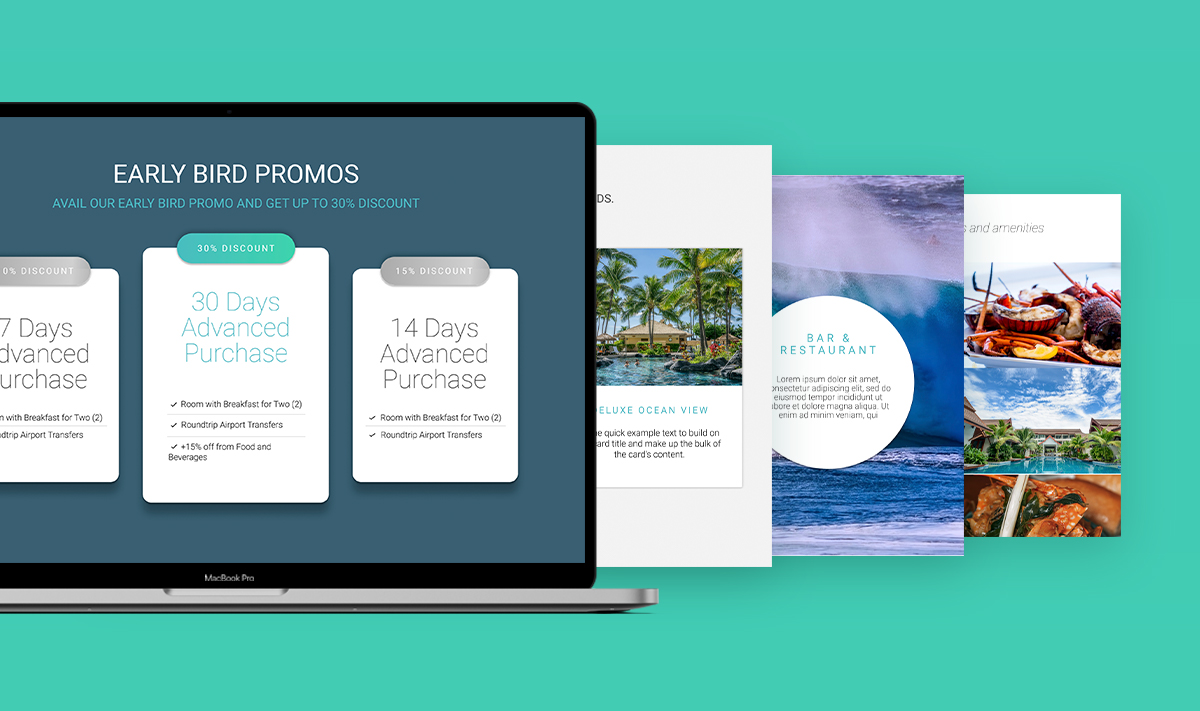 EARLY BIRD PROMOS
AVAIL OUR EARLY BIRD PROMO AND GET UP TO 30% DISCOUNT
0% DISCOUNT
7 Days
dvanced
urchase
with Breakfast for Two (2)
dtrip Airport Transfers
30% DISCOUNT
30 Days
Advanced
Purchase
Room with Breakfast for Two (2)
Roundtrip Airport Transfers
+15% off from Food and
Beverages
15% DISCOUNT
14 Days
Advanced
Purchase
Room with Breakfast for Two (2)
Roundtrip Airport Transfers
MacBook Pro
DS.
DELUXE OCEAN VIEW
e quick example text to build on
ard title and make up the bulk of
the card's content.
BAR &
RESTAURANT
Lorem ipsum dolor sit amet,
onsectetur adipiscing elit, sed do
eiusmod tempor incididunt ut
abore et dolore magna aliqua. Ut
enim ad minim veniam, qui
s and amenities